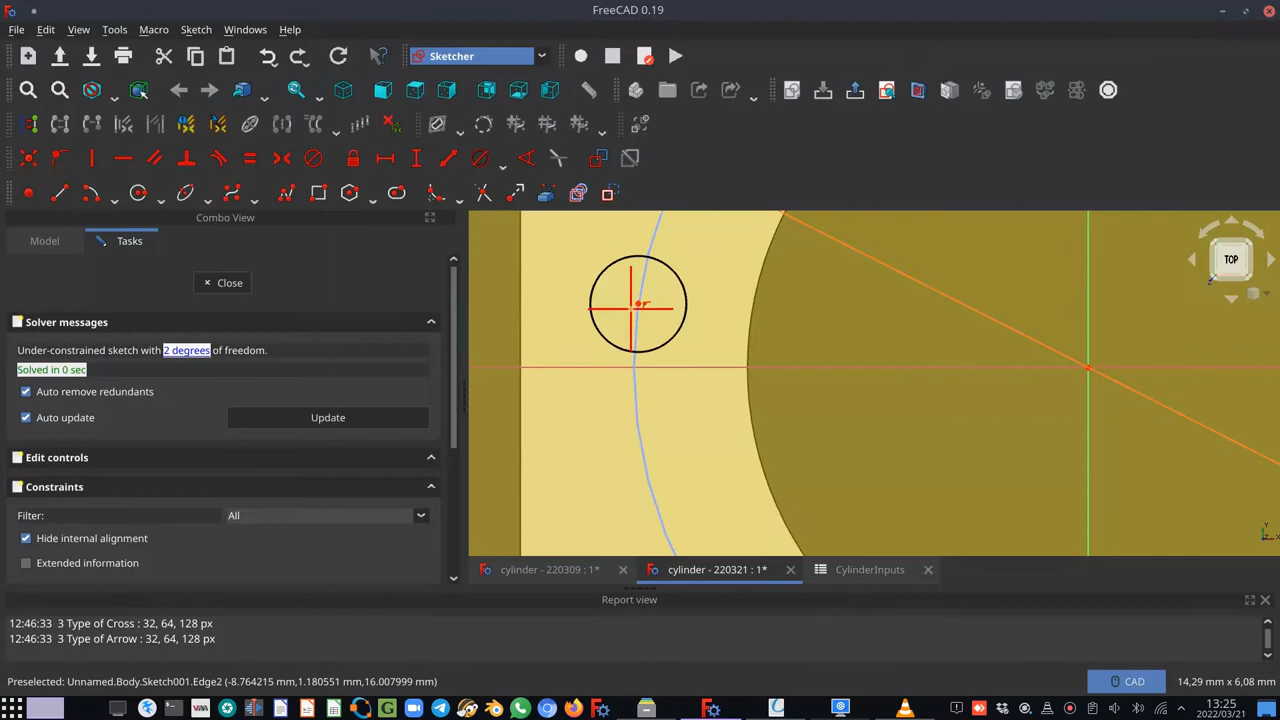 FreeCAD 0.19
File Edit View Tools Macro Sketch Windows Help
Sketcher
Combo View
Model Tasks
Close
TOP
Solver messages
Under-constrained sketch with 2 degrees of freedom.
Solved in 0 sec
Auto remove redundants
Auto update Update
Edit controls
Constraints
Filter: All
Hide internal alignment
Extended information
cylinder - 220309 : 1* cylinder - 220321 : 1* CylinderInputs
Report view
12:46:33 3 Type of Cross : 32, 64, 128 px
12:46:33 3 Type of Arrow : 32, 64, 128 px
Preselected: Unnamed.Body.Sketch001.Edge2 (-8.764215 mm,1.180551 mm,16.007999 mm) CAD 14,29 mm x 6,08 mm
13:25
2022/03/21